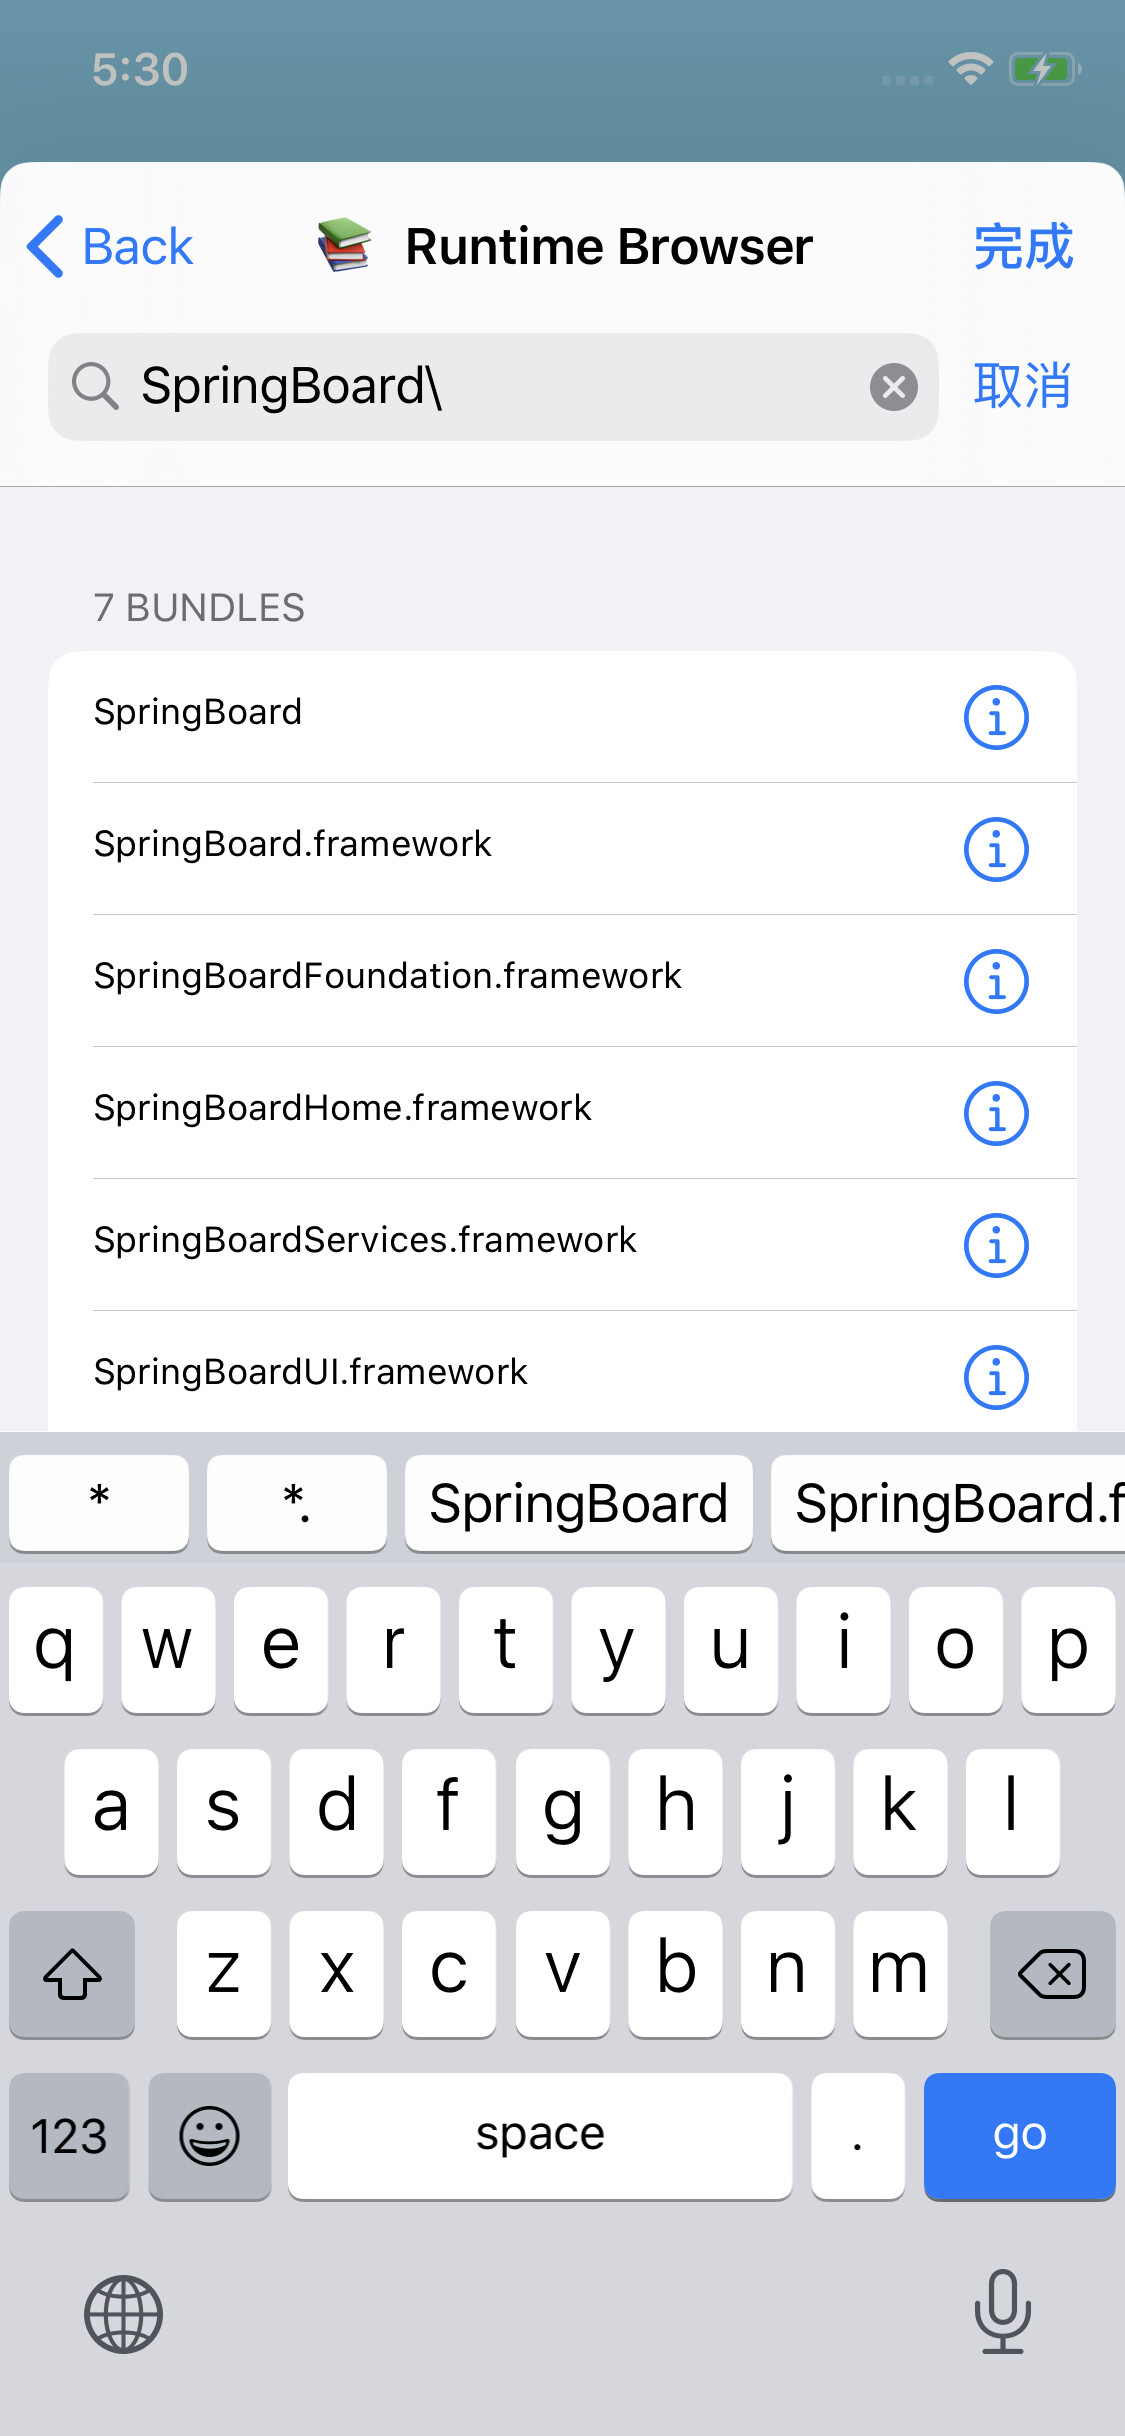 5:30
Back
📚 Runtime Browser
完成
SpringBoard\
取消
7 BUNDLES
SpringBoard
SpringBoard.framework
SpringBoardFoundation.framework
SpringBoardHome.framework
SpringBoardServices.framework
SpringBoardUI.framework
* *. SpringBoard SpringBoard.f
q w e r t y u i o p
a s d f g h j k l
z x c v b n m
123 space . go